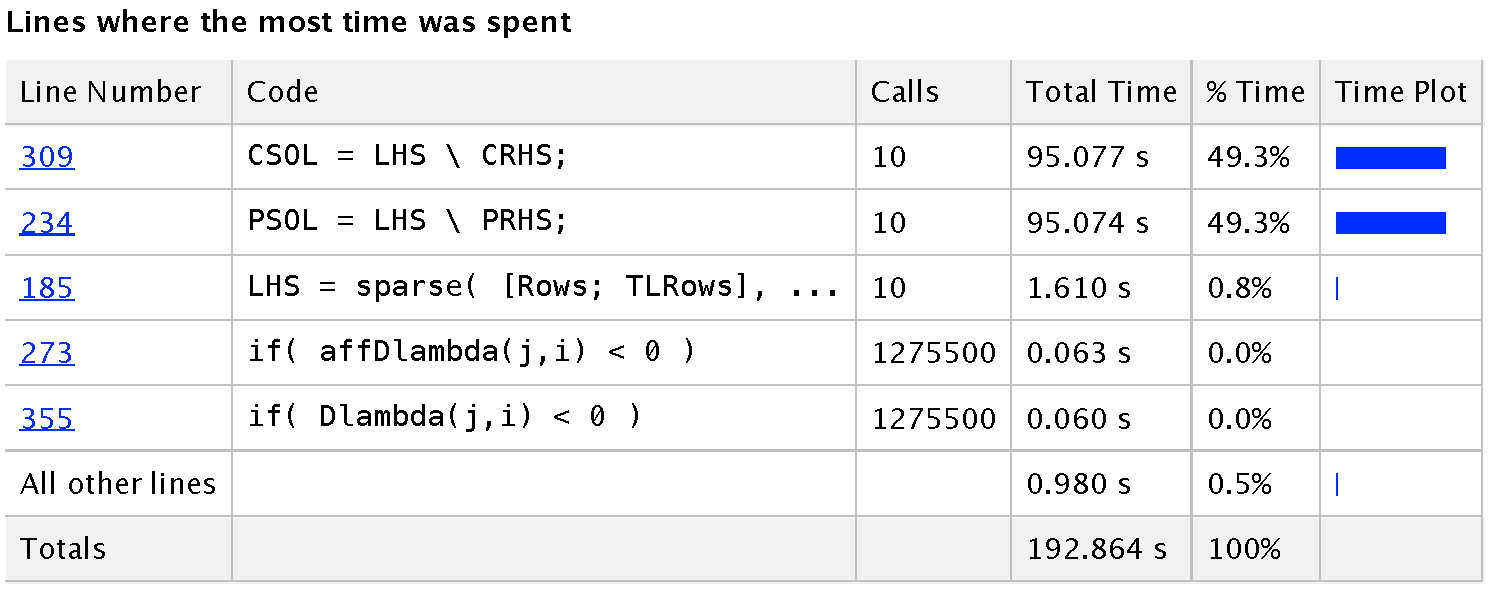 Lines where the most time was spent
Line Number Code Calls Total Time % Time Time Plot
309 CSOL = LHS \ CRHS; 10 95.077 s 49.3%
234 PSOL = LHS \ PRHS; 10 95.074 s 49.3%
185 LHS = sparse( [Rows; TLRows], ... 10 1.610 s 0.8%
273 if( affDlambda(j,i) < 0 ) 1275500 0.063 s 0.0%
355 if( Dlambda(j,i) < 0 ) 1275500 0.060 s 0.0%
All other lines 0.980 s 0.5%
Totals 192.864 s 100%